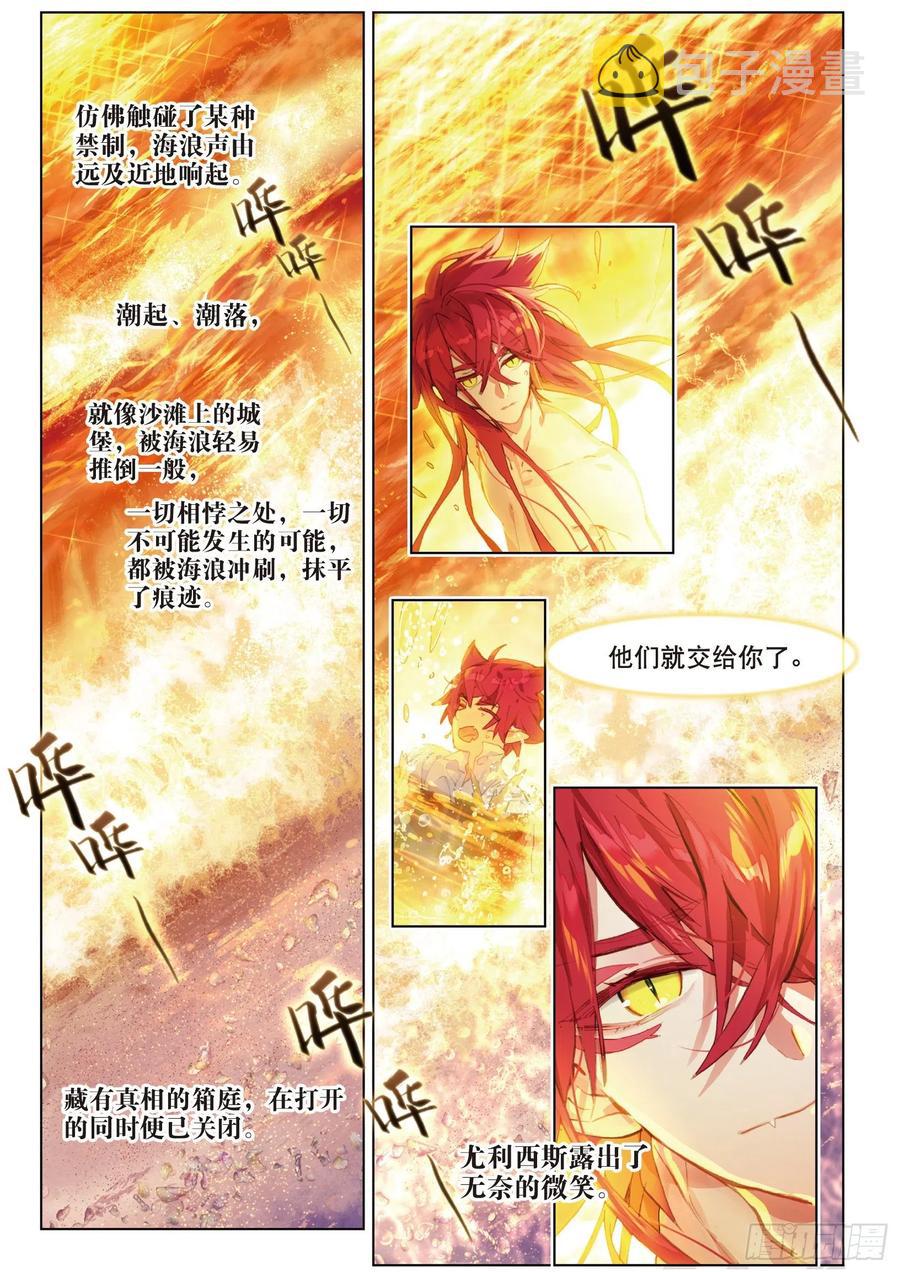 仿佛触碰了某种
禁制，海浪声由
远及近地响起。
哗
哗
潮起、潮落，
就像沙滩上的城
堡，被海浪轻易
推倒一般，
一切相悖之处，一切
不可能发生的可能，
都被海浪冲刷，抹平
了痕迹。
哗
哗
哗
藏有真相的箱庭，在打开
的同时便已关闭。
包子漫畫
哗
哗
他们就交给你了。
哗
尤利西斯露出了
无奈的微笑。
腾讯动漫